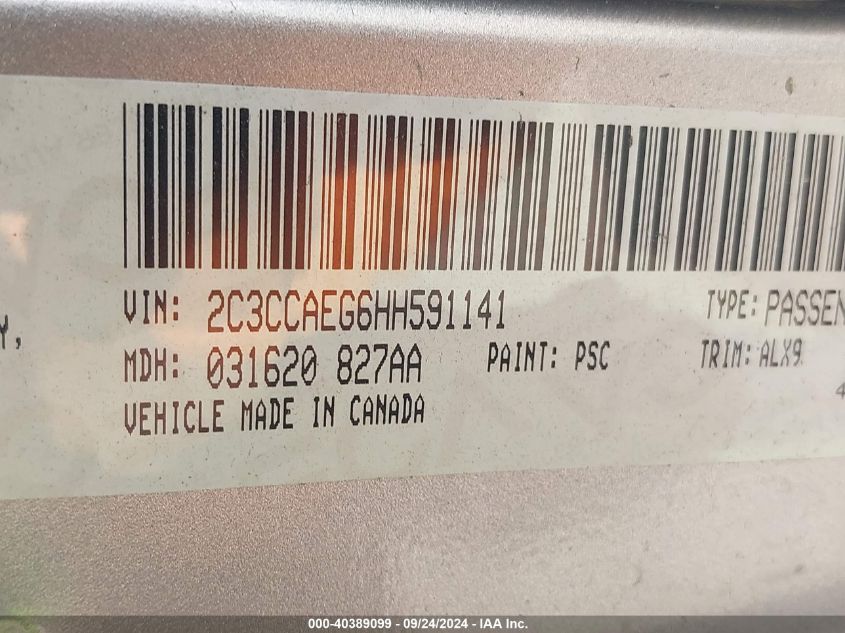 VIN: 2C3CCAEG6HH591141 TYPE: PASSEN
Y, MDH: 031620 827AA PAINT: PSC TRIM: ALX9
VEHICLE MADE IN CANADA 4
000-40389099 - 09/24/2024 - IAA Inc.